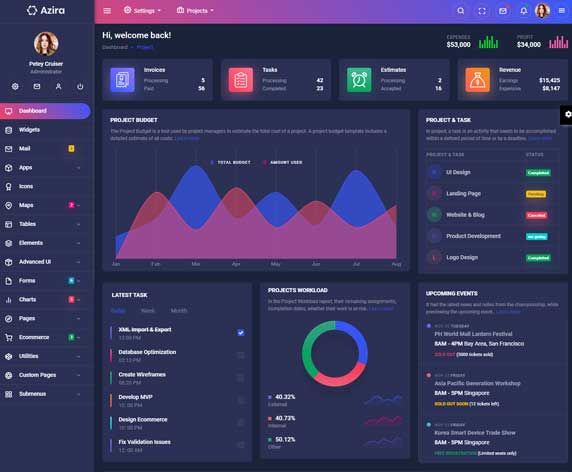 Azira
Settings
Projects
Petey Cruiser
Administrator
Dashboard
Widgets
Mail
Apps
Icons
Maps
Tables
Elements
Advanced UI
Forms
Charts
Pages
Ecommerce
Utilities
Custom Pages
Submenus
Hi, welcome back!
Dashboard - Project
EXPENSES
$53,000
PROFIT
$34,000
Invoices
Processing 5
Paid 56
Tasks
Processing 42
Completed 23
Estimates
Processing 2
Accepted 16
Revenue
Earnings $15,425
Expensive $8,147
PROJECT BUDGET
The Project Budget is a tool used by project managers to estimate the total cost of a project. A project budget template includes a
detailed estimate of all costs. Learn more
TOTAL BUDGET AMOUNT USED
Jan Feb Mar Apr May Jun Jul Aug
PROJECT & TASK
In project, a task is an activity that needs to be accomplished
within a defined period of time or by a deadline. Learn more
PROJECT & TASK STATUS
UI Design Completed
Landing Page Pending
Website & Blog Canceled
Product Development on-going
L Logo Design Completed
LATEST TASK
Today Week Month
XML Import & Export
12:00 PM
Database Optimization
02:13 PM
Create Wireframes
06:20 PM
Develop MVP
10:00 PM
Design Ecommerce
10:00 PM
Fix Validation Issues
12:00 AM
PROJECTS WORKLOAD
In the Project Workload report, their remaining assignments,
completion dates, whether their work is at risk. Learn more
40.32%
External
40.73%
Internal
50.12%
Other
UPCOMING EVENTS
It had the latest news and notes from the championship, while
previewing the upcoming event. Learn more
TUESDAY
PH World Mall Lantern Festival
8AM - 4PM Bay Area, San Francisco
SOLD OUT (3000 tickets sold)
FRIDAY
Asia Pacific Generation Workshop
8AM - 5PM Singapore
SOLD OUT SOON (12 tickets left)
FRIDAY
Korea Smart Device Trade Show
8AM - 5PM Singapore
FREE REGISTRATION (Limited seats only)